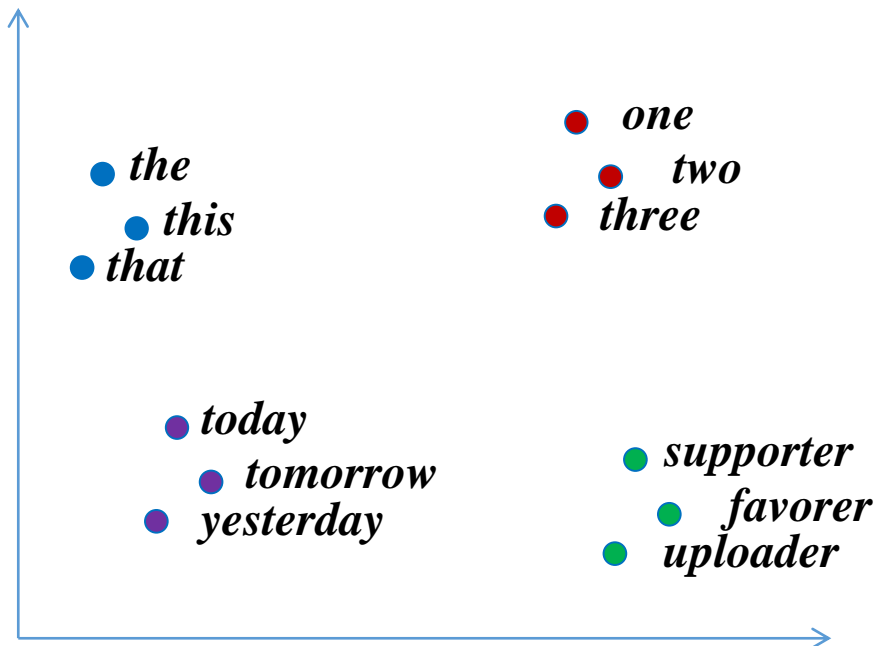 the
this
that
one
two
three
today
tomorrow
yesterday
supporter
favorer
uploader